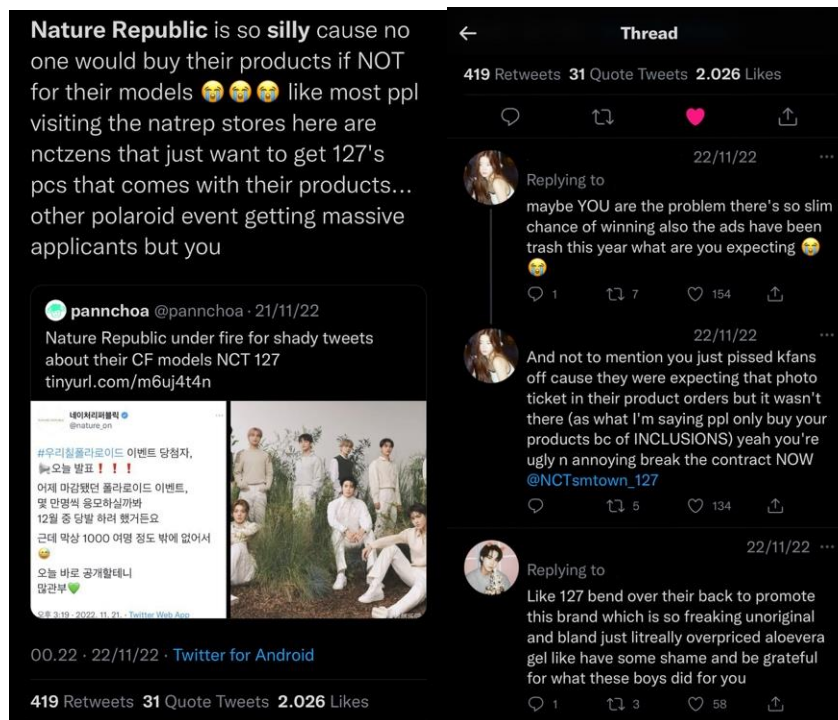 Nature Republic is so silly cause no
one would buy their products if NOT
for their models 😭😭😭 like most ppl
visiting the natrep stores here are
nctzens that just want to get 127's
pcs that comes with their products...
other polaroid event getting massive
applicants but you
pannchoa @pannchoa · 21/11/22
Nature Republic under fire for shady tweets
about their CF models NCT 127
tinyurl.com/m6uj4t4n
네이처리퍼블릭
@nature_on
#우리칠폴라로이드 이벤트 당첨자,
📢오늘 발표❗❗❗
어제 마감됐던 폴라로이드 이벤트,
몇 만명씩 응모하실까봐
12월 중 당발 하려 했거든요
근데 막상 1000 여명 정도 밖에 없어서
😅
오늘 바로 공개할테니
많관부💚
오후 3:19 · 2022. 11. 21. · Twitter Web App
00.22 · 22/11/22 · Twitter for Android
419 Retweets 31 Quote Tweets 2.026 Likes
Thread
419 Retweets 31 Quote Tweets 2.026 Likes
22/11/22
Replying to
maybe YOU are the problem there's so slim
chance of winning also the ads have been
trash this year what are you expecting 😭
😭
1 7 154
22/11/22
And not to mention you just pissed kfans
off cause they were expecting that photo
ticket in their product orders but it wasn't
there (as what I'm saying ppl only buy your
products bc of INCLUSIONS) yeah you're
ugly n annoying break the contract NOW
@NCTsmtown_127
5 134
22/11/22
Replying to
Like 127 bend over their back to promote
this brand which is so freaking unoriginal
and bland just litreally overpriced aloevera
gel like have some shame and be grateful
for what these boys did for you
1 3 58